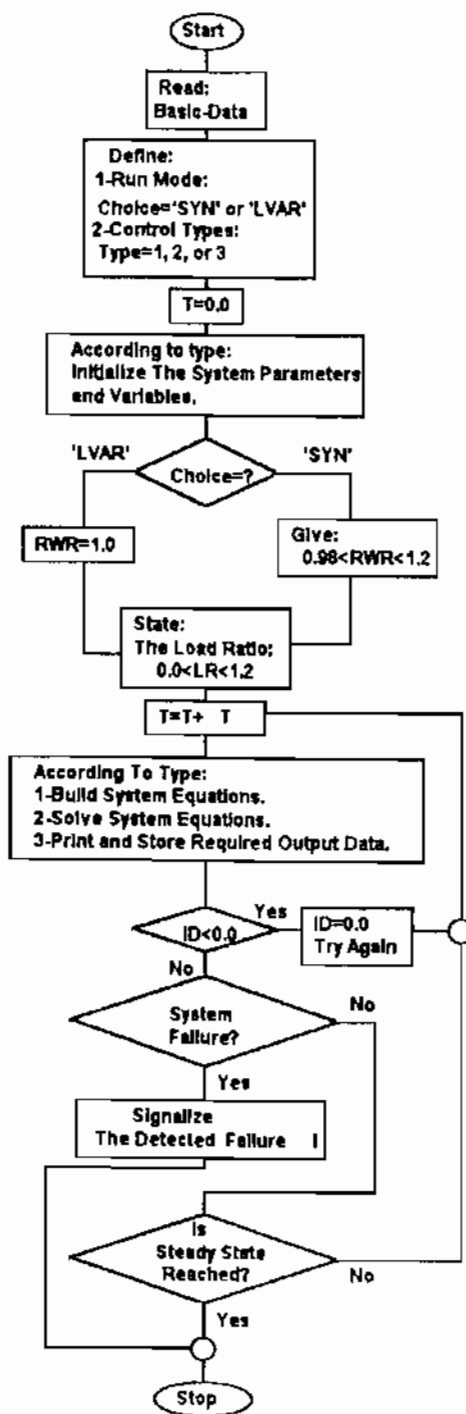 Start
Read:
Basic-Data
Define:
1-Run Mode:
Choice='SYN' or 'LVAR'
2-Control Types:
Type=1, 2, or 3
T=0.0
According to type:
Initialize The System Parameters
and Variables.
'LVAR'
'SYN'
Choice=?
RWR=1.0
Give:
0.98<RWR<1.2
State:
The Load Ratio:
0.0<LR<1.2
T=T+ T
According To Type:
1-Build System Equations.
2-Solve System Equations.
3-Print and Store Required Output Data.
ID<0.0
Yes
ID=0.0
Try Again
No
System
Failure?
No
Yes
Signalize
The Detected Failure I
Is
Steady State
Reached?
No
Yes
Stop